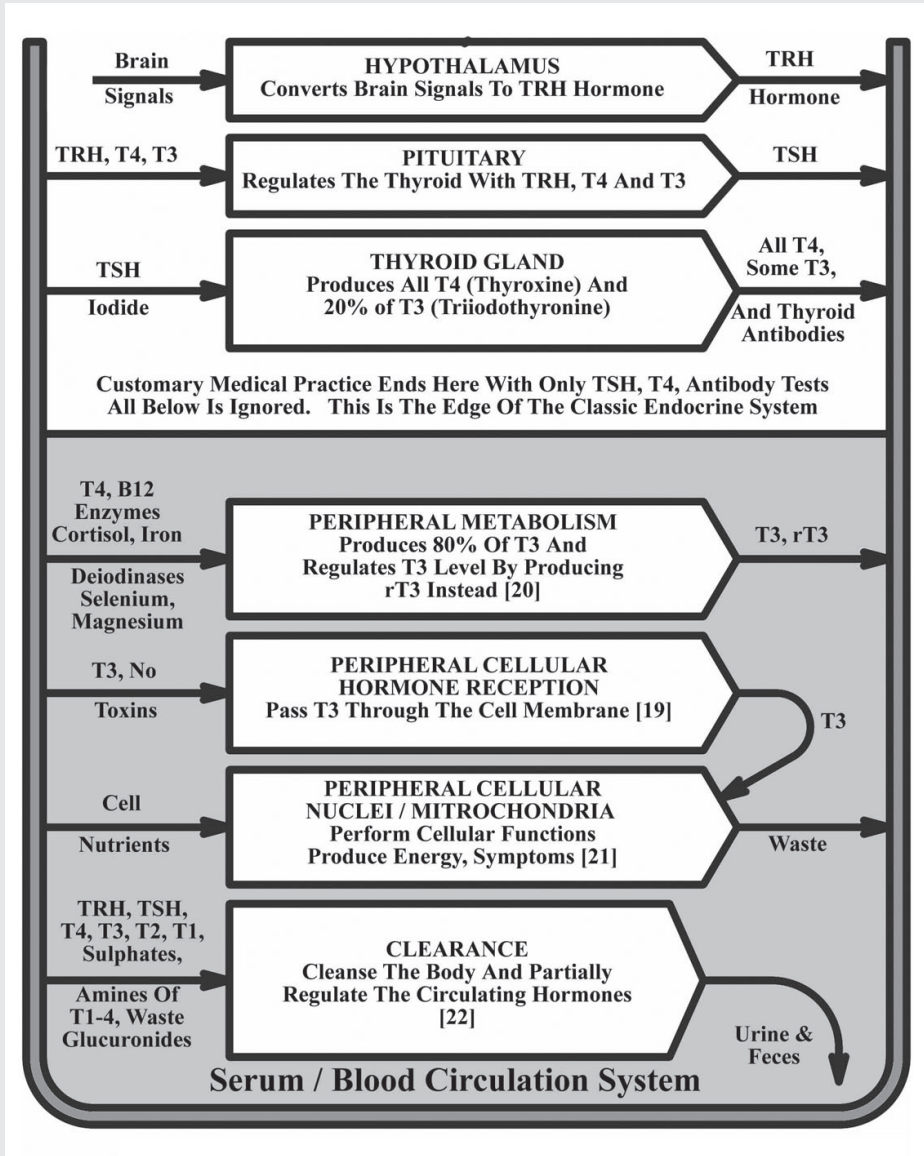 Brain
Signals
HYPOTHALAMUS
Converts Brain Signals To TRH Hormone
TRH
Hormone
TRH, T4, T3
PITUITARY
Regulates The Thyroid With TRH, T4 And T3
TSH
TSH
Iodide
THYROID GLAND
Produces All T4 (Thyroxine) And
20% of T3 (Triiodothyronine)
All T4,
Some T3,
And Thyroid
Antibodies
Customary Medical Practice Ends Here With Only TSH, T4, Antibody Tests
All Below Is Ignored. This Is The Edge Of The Classic Endocrine System
T4, B12
Enzymes
Cortisol, Iron
Deiodinases
Selenium,
Magnesium
PERIPHERAL METABOLISM
Produces 80% Of T3 And
Regulates T3 Level By Producing
rT3 Instead [20]
T3, rT3
T3, No
Toxins
PERIPHERAL CELLULAR
HORMONE RECEPTION
Pass T3 Through The Cell Membrane [19]
T3
Cell
Nutrients
PERIPHERAL CELLULAR
NUCLEI / MITROCHONDRIA
Perform Cellular Functions
Produce Energy, Symptoms [21]
Waste
TRH, TSH,
T4, T3, T2, T1,
Sulphates,
Amines Of
T1-4, Waste
Glucuronides
CLEARANCE
Cleanse The Body And Partially
Regulate The Circulating Hormones
[22]
Urine &
Feces
Serum / Blood Circulation System